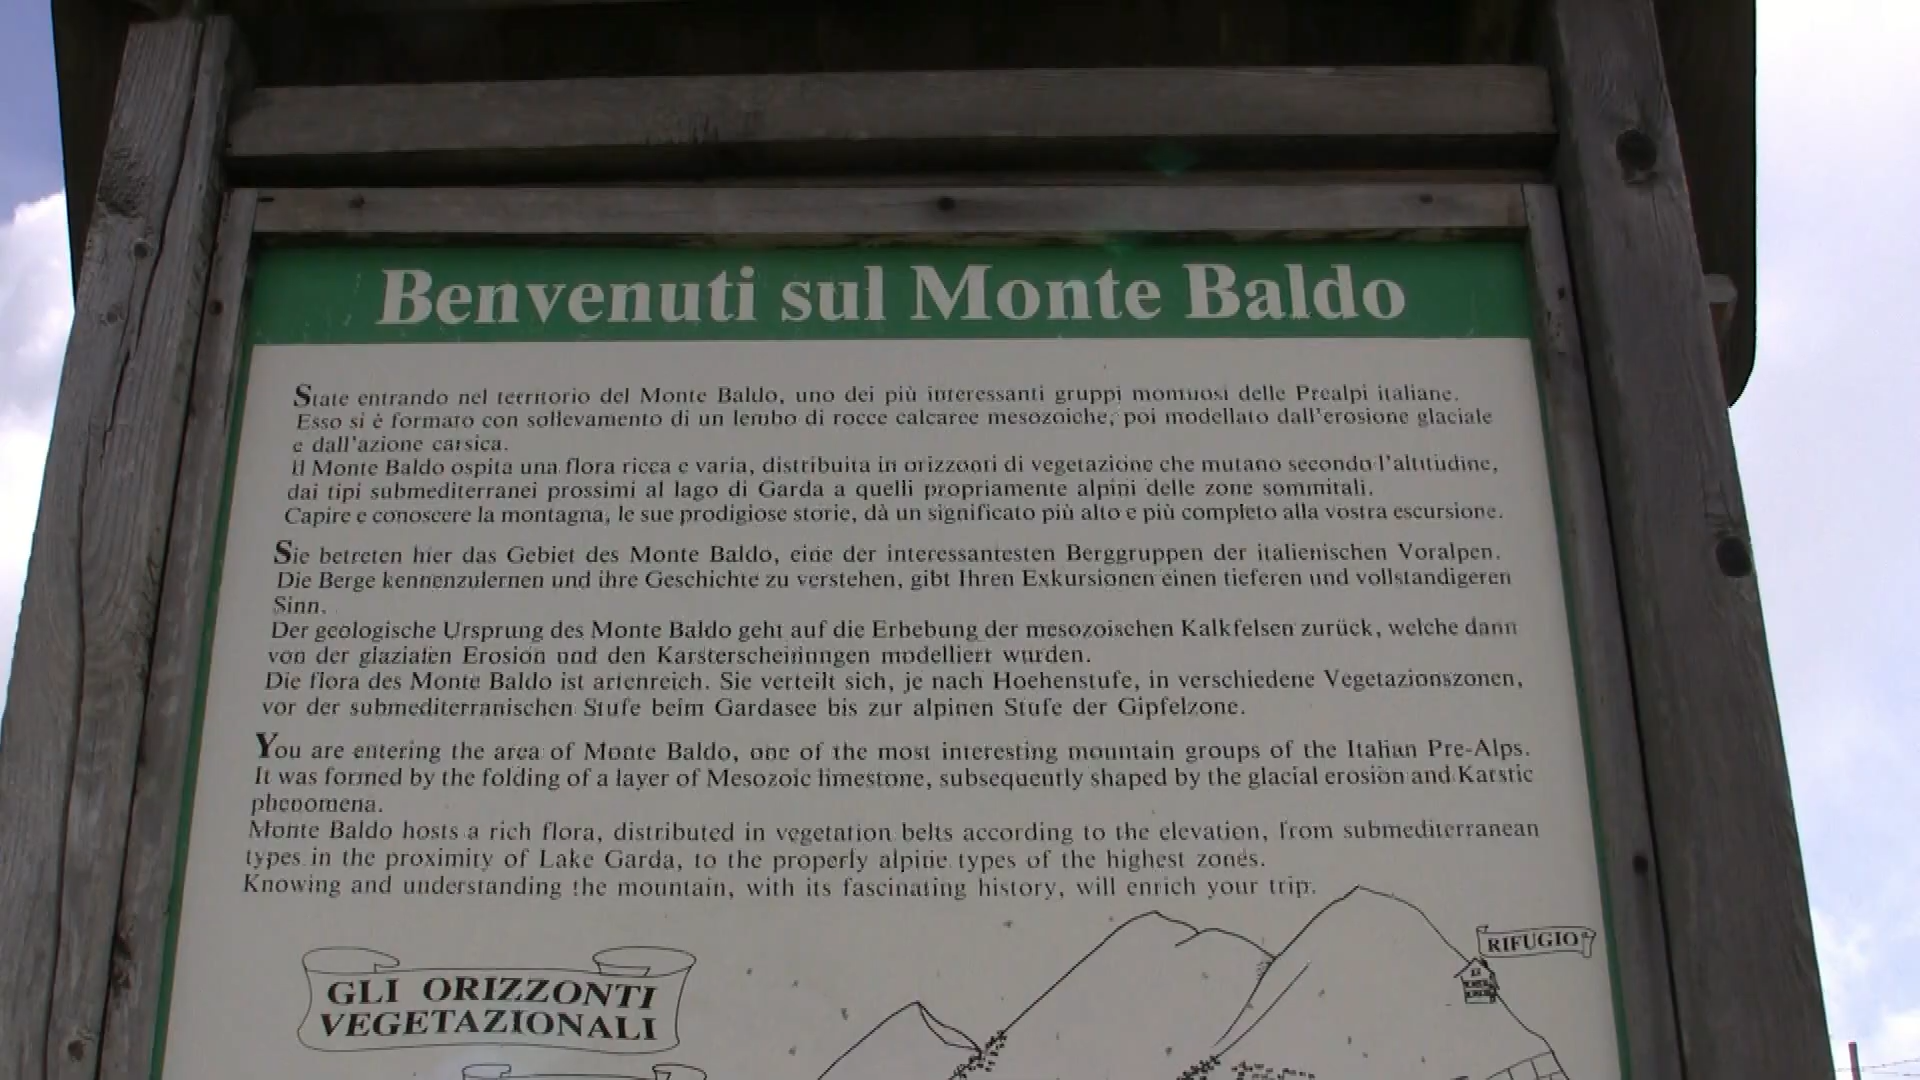 Benvenuti sul Monte Baldo
State entrando nel territorio del Monte Baldo, uno dei più interessanti gruppi montuosi delle Prealpi italiane.
Esso si è formato con sollevamento di un lembo di rocce calcaree mesozoiche, poi modellato dall'erosione glaciale
e dall'azione carsica.
Il Monte Baldo ospita una flora ricca e varia, distribuita in orizzonti di vegetazione che mutano secondo l'altitudine,
dai tipi submediterranei prossimi al lago di Garda a quelli propriamente alpini delle zone sommitali.
Capire e conoscere la montagna, le sue prodigiose storie, dà un significato più alto e più completo alla vostra escursione.
Sie betreten hier das Gebiet des Monte Baldo, eine der interessantesten Berggruppen der italienischen Voralpen.
Die Berge kennenzulernen und ihre Geschichte zu verstehen, gibt Ihren Exkursionen einen tieferen und vollstandigeren
Sinn.
Der geologische Ursprung des Monte Baldo geht auf die Erhebung der mesozoischen Kalkfelsen zurück, welche dann
von der glazialen Erosion und den Karsterscheinungen modelliert wurden.
Die flora des Monte Baldo ist artenreich. Sie verteilt sich, je nach Hoehenstufe, in verschiedene Vegetazionszonen,
vor der submediterranischen Stufe beim Gardasee bis zur alpinen Stufe der Gipfelzone.
You are entering the area of Monte Baldo, one of the most interesting mountain groups of the Italian Pre-Alps.
It was formed by the folding of a layer of Mesozoic limestone, subsequently shaped by the glacial erosion and Karstic
phenomena.
Monte Baldo hosts a rich flora, distributed in vegetation belts according to the elevation, from submediterranean
types in the proximity of Lake Garda, to the properly alpine types of the highest zones.
Knowing and understanding the mountain, with its fascinating history, will enrich your trip.
RIFUGIO
GLI ORIZZONTI
VEGETAZIONALI